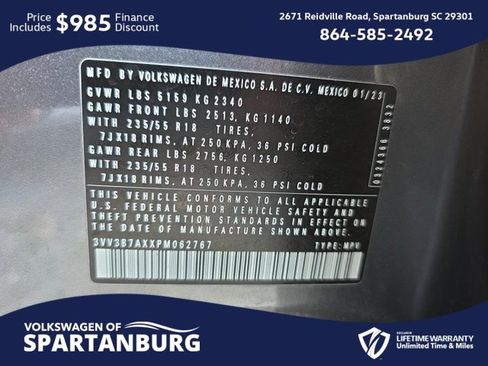 Price Includes $985 Finance Discount
2671 Reidville Road, Spartanburg SC 29301
864-585-2492
MFD BY VOLKSWAGEN DE MEXICO S.A. DE C.V. MEXICO 01/23
GVWR LBS 5159 KG 2340
GAWR FRONT LBS 2513, KG 1140
WITH 235/55 R18 TIRES,
7JX18 RIMS, AT 250 KPA, 36 PSI COLD
GAWR REAR LBS 2756, KG 1250
WITH 235/55 R18 TIRES,
7JX18 RIMS, AT 250 KPA, 36 PSI COLD
THIS VEHICLE CONFORMS TO ALL APPLICABLE
U.S. FEDERAL MOTOR VEHICLE SAFETY AND
THEFT PREVENTION STANDARDS IN EFFECT ON THE
DATE OF MANUFACTURE SHOWN ABOVE
3VV3B7AXXPM062767 TYPE: MPV
0324366 3832
VOLKSWAGEN OF
SPARTANBURG
EXCLUSIVE
LIFETIME WARRANTY
Unlimited Time & Miles